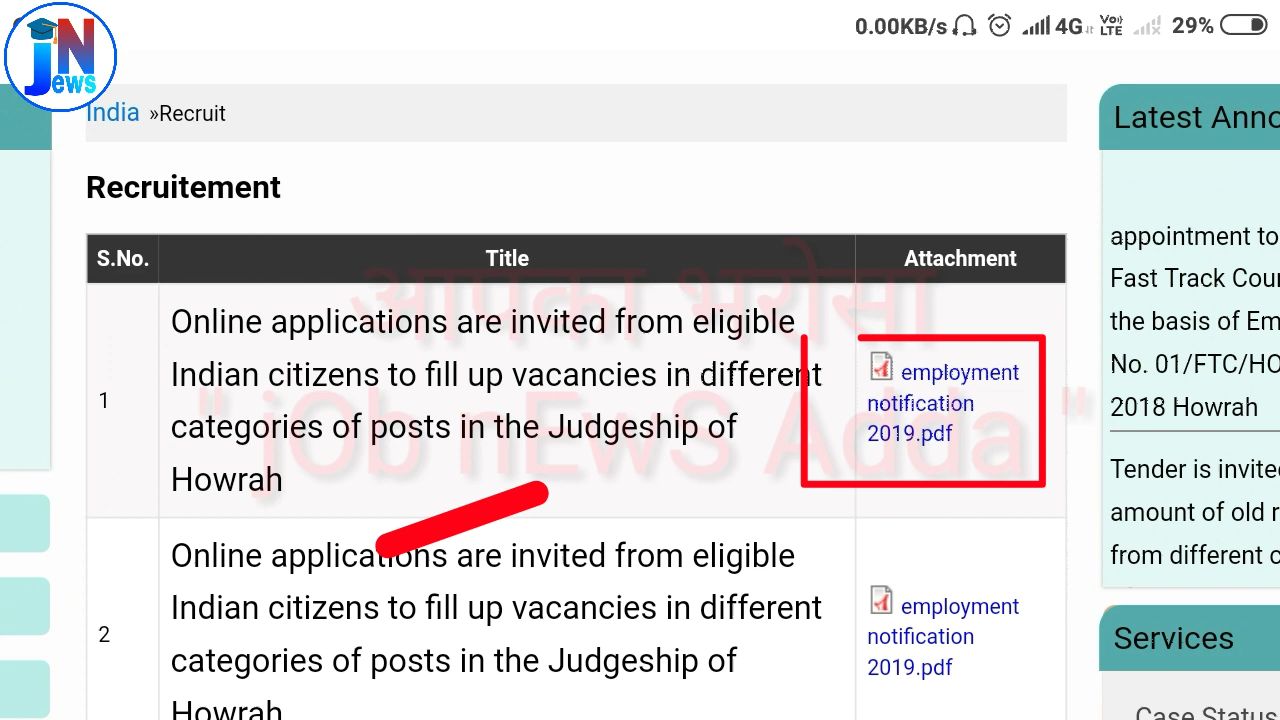 JN ews
0.00KB/s 4G VoI) LTE 29%
India »Recruit
Recruitement
S.No. Title Attachment
1
Online applications are invited from eligible
Indian citizens to fill up vacancies in different
categories of posts in the Judgeship of
Howrah
employment
notification
2019.pdf
2
Online applications are invited from eligible
Indian citizens to fill up vacancies in different
categories of posts in the Judgeship of
Howrah
employment
notification
2019.pdf
आपका भरोसा
" jOb nEwS Adda "
Latest Anno
appointment to
Fast Track Cour
the basis of Em
No. 01/FTC/HO
2018 Howrah
Tender is invite
amount of old r
from different c
Services
Case Status